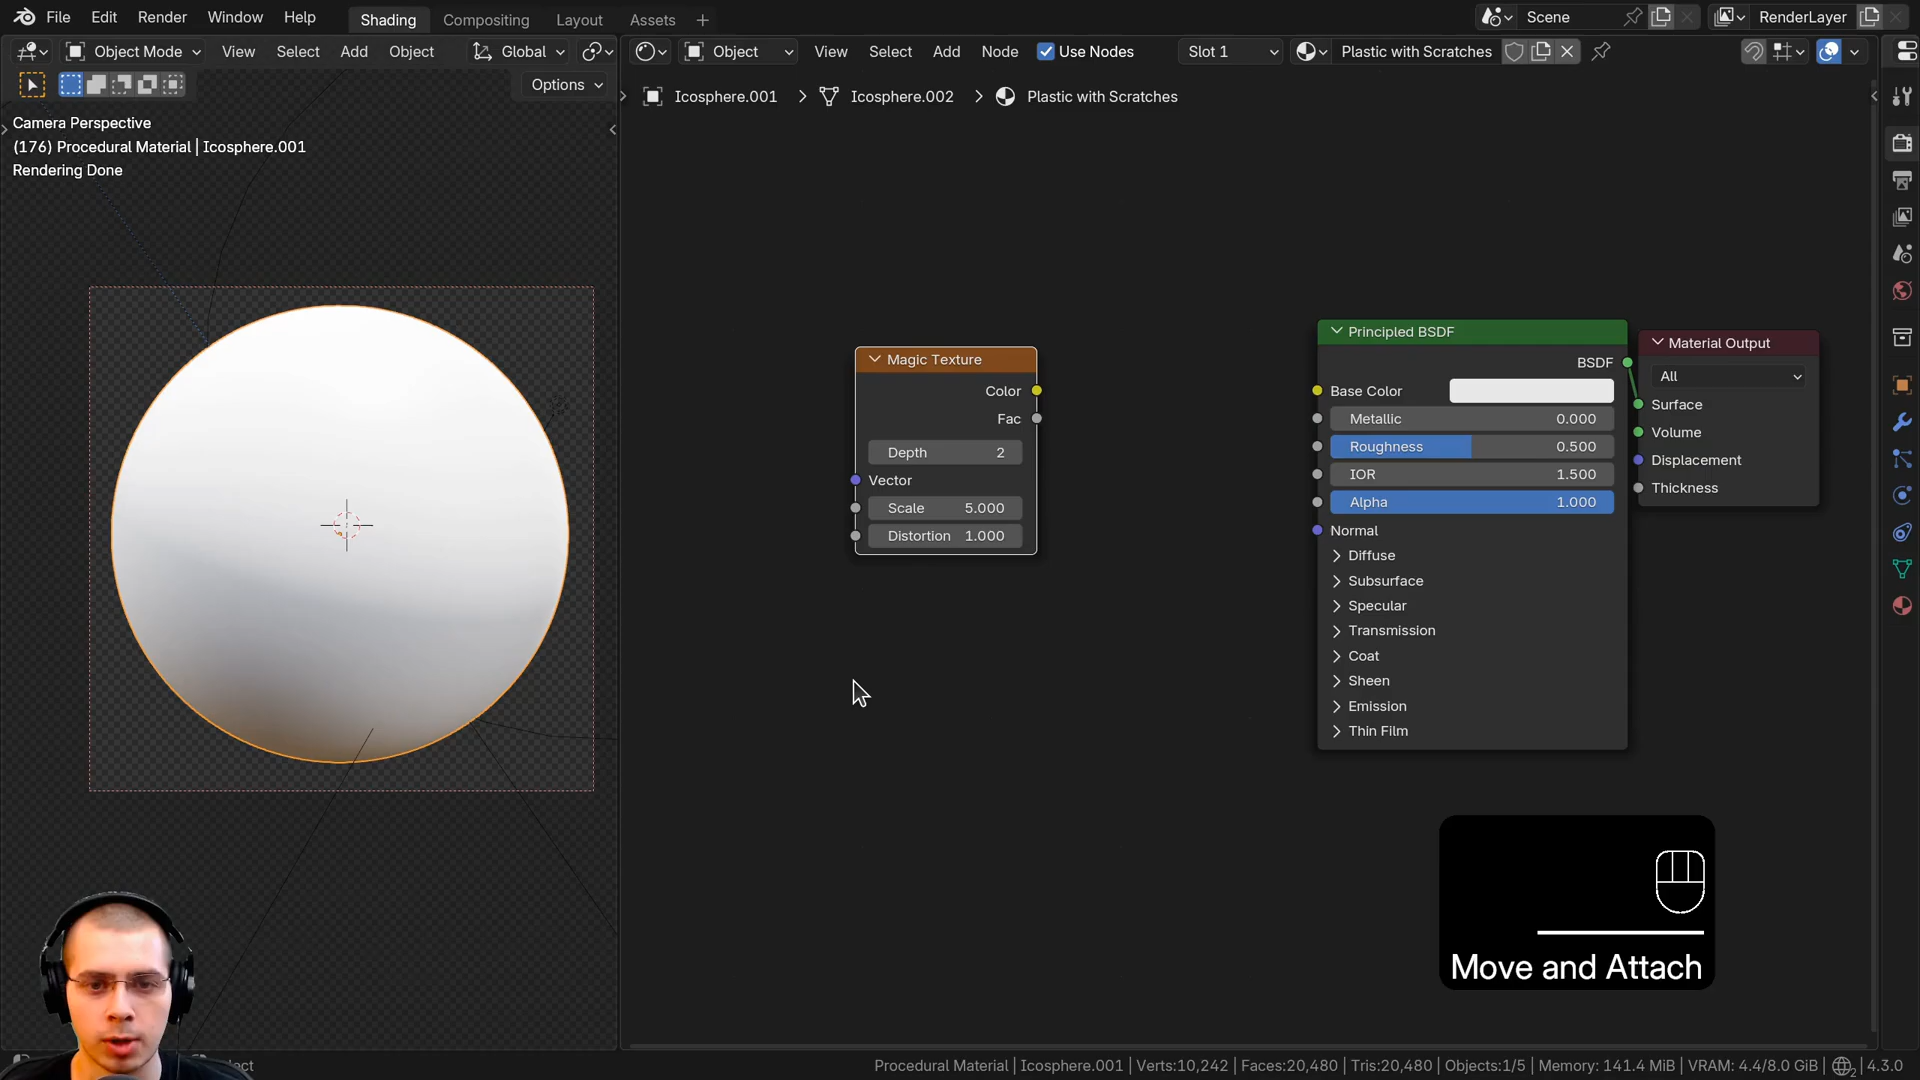 File Edit Render Window Help Shading Compositing Layout Assets Scene RenderLayer
Object Mode View Select Add Object Global
Object View Select Add Node Use Nodes Slot 1 Plastic with Scratches
Options
Icosphere.001 Icosphere.002 Plastic with Scratches
Camera Perspective
(176) Procedural Material | Icosphere.001
Rendering Done
Magic Texture
Color
Fac
Depth 2
Vector
Scale 5.000
Distortion 1.000
Principled BSDF
BSDF
Base Color
Metallic 0.000
Roughness 0.500
IOR 1.500
Alpha 1.000
Normal
Diffuse
Subsurface
Specular
Transmission
Coat
Sheen
Emission
Thin Film
Material Output
All
Surface
Volume
Displacement
Thickness
Move and Attach
Procedural Material | Icosphere.001 | Verts:10,242 | Faces:20,480 | Tris:20,480 | Objects:1/5 | Memory: 141.4 MiB | VRAM: 4.4/8.0 GiB | 2 4.3.0